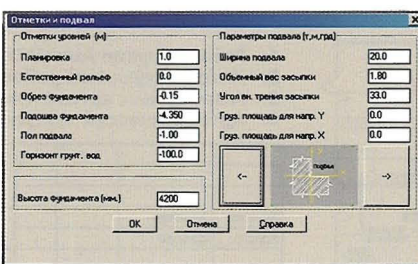 Отметки и подвал
Отметки уровней (м)
Планировка 1.0
Естественный рельеф 0.0
Обрез фундамента -0.15
Подошва фундамента -4.350
Пол подвала -1.00
Горизонт грунт. вод -100.0
Высота фундамента (мм.) 4200
Параметры подвала (т,м,грд)
Ширина подвала 20.0
Объемный вес засыпки 1.80
Угол вн. трения засыпки 33.0
Груз. площадь для напр. Y 0.0
Груз. площадь для напр. X 0.0
<-
подвал
-->
OK Отмена Справка